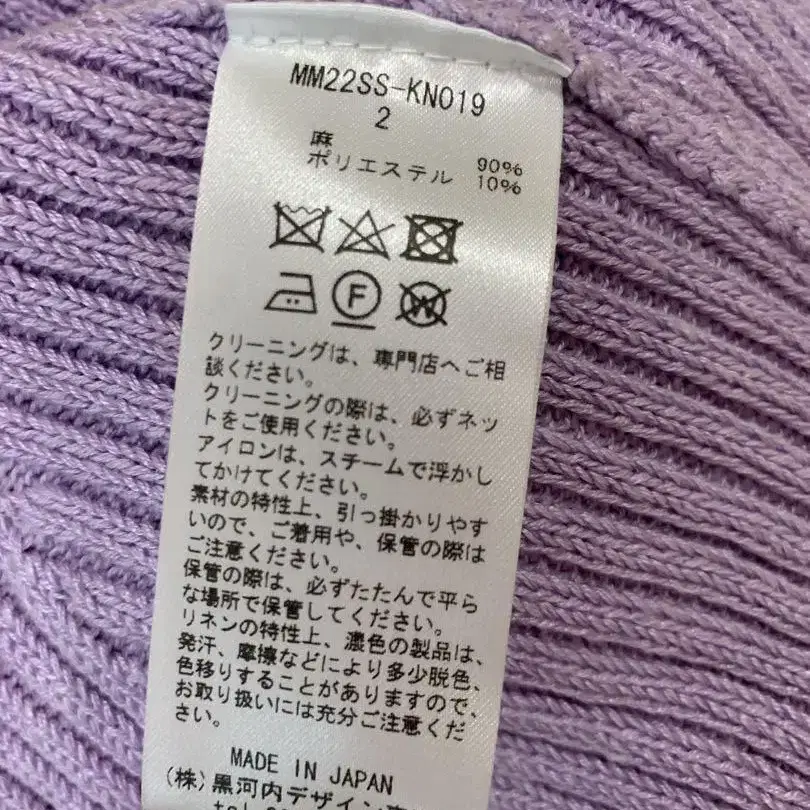 MM22SS-KN019
2
麻 90%
ポリエステル 10%
F
W
クリーニングは、専門店へご相
談ください。
クリーニングの際は、必ずネッ
トをご使用ください。
アイロンは、スチームで浮かし
てかけてください。
素材の特性上、引っ掛かりやす
いので、ご着用や、保管の際は
ご注意ください。
保管の際は、必ずたたんで平ら
な場所で保管してください。
リネンの特性上、濃色の製品は、
発汗、摩擦などにより多少脱色、
色移りすることがありますので、
お取り扱いには充分ご注意くだ
さい。
MADE IN JAPAN
(株)黒河内デザイン
tel